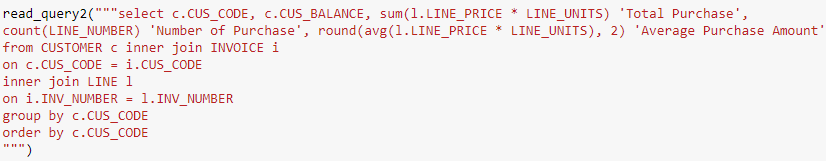 read_query2("""select c.CUS_CODE, c.CUS_BALANCE, sum(l.LINE_PRICE * LINE_UNITS) 'Total Purchase',
count(LINE_NUMBER) 'Number of Purchase', round(avg(l.LINE_PRICE * LINE_UNITS), 2) 'Average Purchase Amount'
from CUSTOMER c inner join INVOICE i
on c.CUS_CODE = i.CUS_CODE
inner join LINE l
on i.INV_NUMBER = l.INV_NUMBER
group by c.CUS_CODE
order by c.CUS_CODE
""")